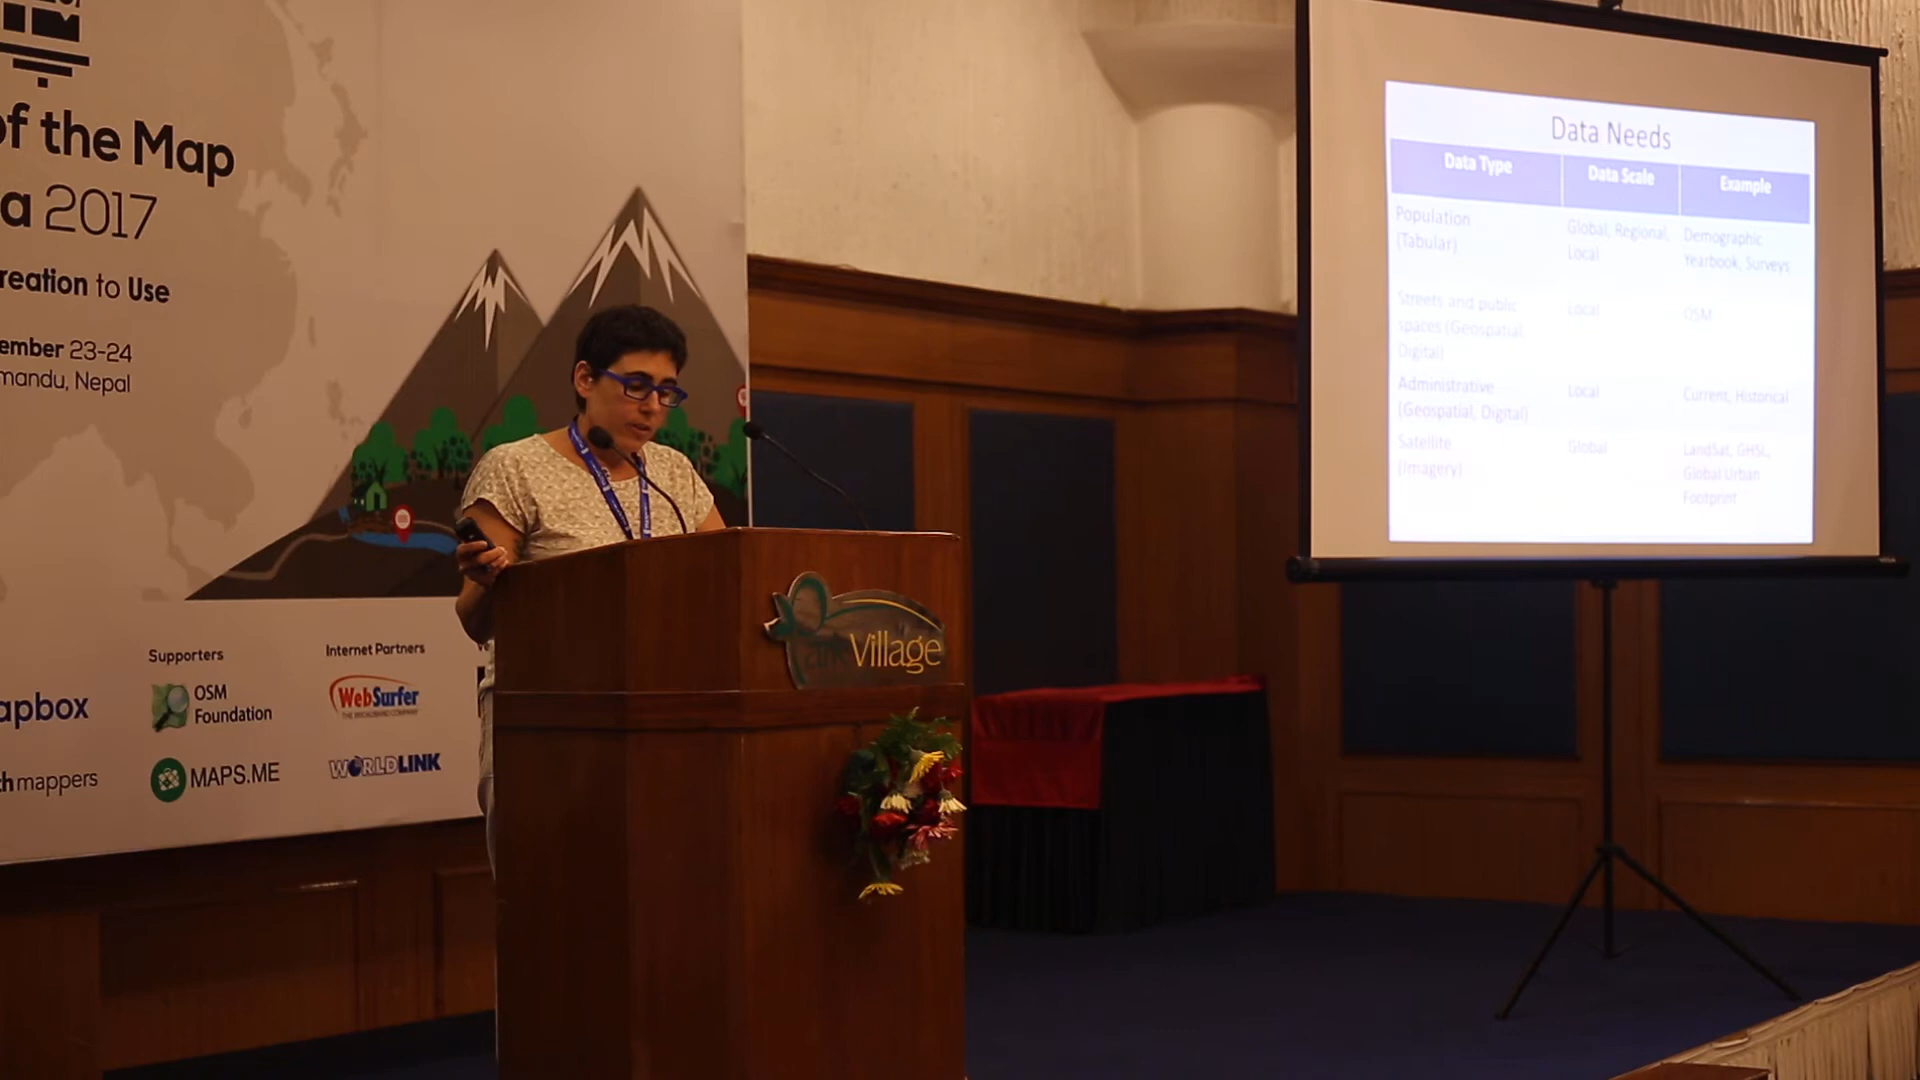 of the Map
a 2017
reation to Use
ember 23-24
mandu, Nepal
Supporters
Internet Partners
apbox
OSM
Foundation
WebSurfer
th mappers
MAPS.ME
WORLDLINK
Village
Data Needs
Data Type
Data Scale
Example
Population
(Tabular)
Global, Regional,
Local
Demographic
Yearbook, Surveys
Streets and public
spaces (Geospatial,
Digital)
Local
OSM
Administrative
(Geospatial, Digital)
Local
Current, Historical
Satellite
(Imagery)
Global
LandSat, GHSL,
Global Urban
Footprint